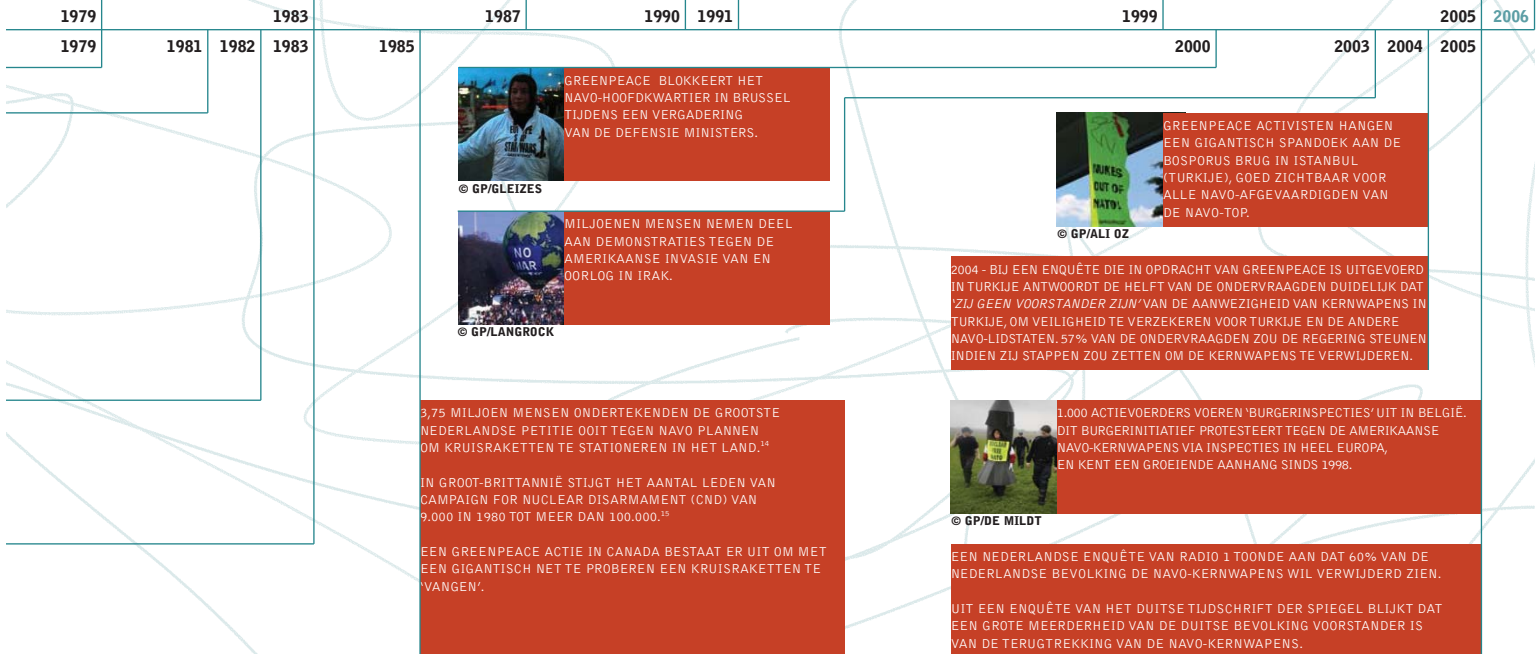 1979 1983 1987 1990 1991 1999 2005 2006
1979 1981 1982 1983 1985 2000 2003 2004 2005
GREENPEACE BLOKKEERT HET
NAVO-HOOFDKWARTIER IN BRUSSEL
TIJDENS EEN VERGADERING
VAN DE DEFENSIE MINISTERS.
© GP/GLEIZES
MILJOENEN MENSEN NEMEN DEEL
AAN DEMONSTRATIES TEGEN DE
AMERIKAANSE INVASIE VAN EN
OORLOG IN IRAK.
NO
WAR
© GP/LANGROCK
3,75 MILJOEN MENSEN ONDERTEKENDEN DE GROOTSTE
NEDERLANDSE PETITIE OOIT TEGEN NAVO PLANNEN
OM KRUISRAKETTEN TE STATIONEREN IN HET LAND.14
IN GROOT-BRITTANNIË STIJGT HET AANTAL LEDEN VAN
CAMPAIGN FOR NUCLEAR DISARMAMENT (CND) VAN
9.000 IN 1980 TOT MEER DAN 100.000.15
EEN GREENPEACE ACTIE IN CANADA BESTAAT ER UIT OM MET
EEN GIGANTISCH NET TE PROBEREN EEN KRUISRAKETTEN TE
‘VANGEN’.
NUKES
OUT OF
NATO!
GREENPEACE ACTIVISTEN HANGEN
EEN GIGANTISCH SPANDOEK AAN DE
BOSPORUS BRUG IN ISTANBUL
(TURKIJE), GOED ZICHTBAAR VOOR
ALLE NAVO-AFGEVAARDIGDEN VAN
DE NAVO-TOP.
© GP/ALI OZ
2004 - BIJ EEN ENQUÊTE DIE IN OPDRACHT VAN GREENPEACE IS UITGEVOERD
IN TURKIJE ANTWOORDT DE HELFT VAN DE ONDERVRAAGDEN DUIDELIJK DAT
‘ZIJ GEEN VOORSTANDER ZIJN’ VAN DE AANWEZIGHEID VAN KERNWAPENS IN
TURKIJE, OM VEILIGHEID TE VERZEKEREN VOOR TURKIJE EN DE ANDERE
NAVO-LIDSTATEN. 57% VAN DE ONDERVRAAGDEN ZOU DE REGERING STEUNEN
INDIEN ZIJ STAPPEN ZOU ZETTEN OM DE KERNWAPENS TE VERWIJDEREN.
1.000 ACTIEVOERDERS VOEREN ‘BURGERINSPECTIES’ UIT IN BELGIË.
DIT BURGERINITIATIEF PROTESTEERT TEGEN DE AMERIKAANSE
NAVO-KERNWAPENS VIA INSPECTIES IN HEEL EUROPA,
EN KENT EEN GROEIENDE AANHANG SINDS 1998.
© GP/DE MILDT
EEN NEDERLANDSE ENQUÊTE VAN RADIO 1 TOONDE AAN DAT 60% VAN DE
NEDERLANDSE BEVOLKING DE NAVO-KERNWAPENS WIL VERWIJDERD ZIEN.
UIT EEN ENQUÊTE VAN HET DUITSE TIJDSCHRIFT DER SPIEGEL BLIJKT DAT
EEN GROTE MEERDERHEID VAN DE DUITSE BEVOLKING VOORSTANDER IS
VAN DE TERUGTREKKING VAN DE NAVO-KERNWAPENS.